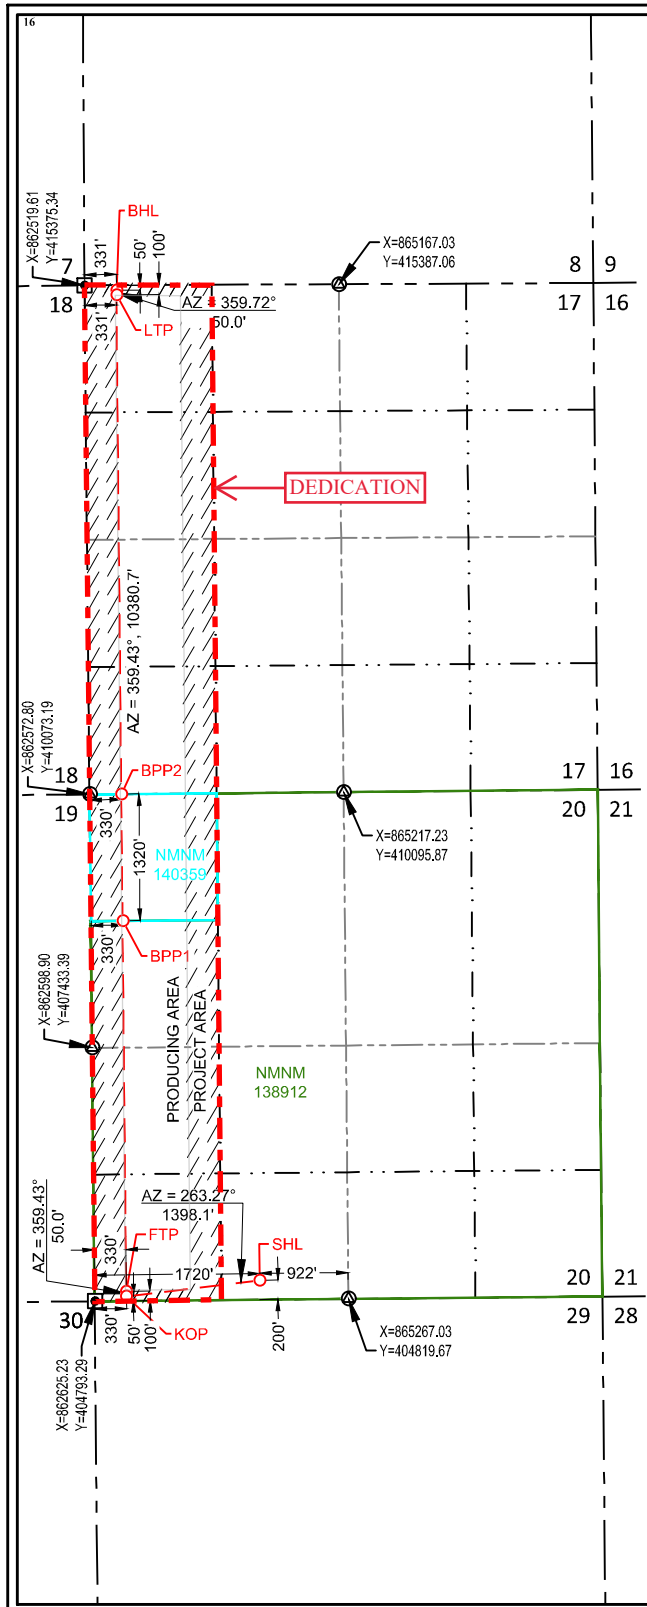 16
X=862519.61
Y=415375.34
331'
BHL
50'
100'
X=865167.03
Y=415387.06
7
8
9
18
17
16
AZ = 359.72°
50.0'
331'
LTP
DEDICATION
AZ = 359.43°, 10380.7'
X=862572.80
Y=410073.19
18
BPP2
17
16
19
20
21
330'
1320'
X=865217.23
Y=410095.87
NMNM
140359
330'
BPP1
X=862598.90
Y=407433.39
PRODUCING AREA
PROJECT AREA
NMNM
138912
AZ = 359.43°
50.0'
AZ = 263.27°
1398.1'
330'
FTP
SHL
1720'
922'
20
21
30
29
28
330'
50'
100'
KOP
200'
X=865267.03
Y=404819.67
X=862625.23
Y=404793.29